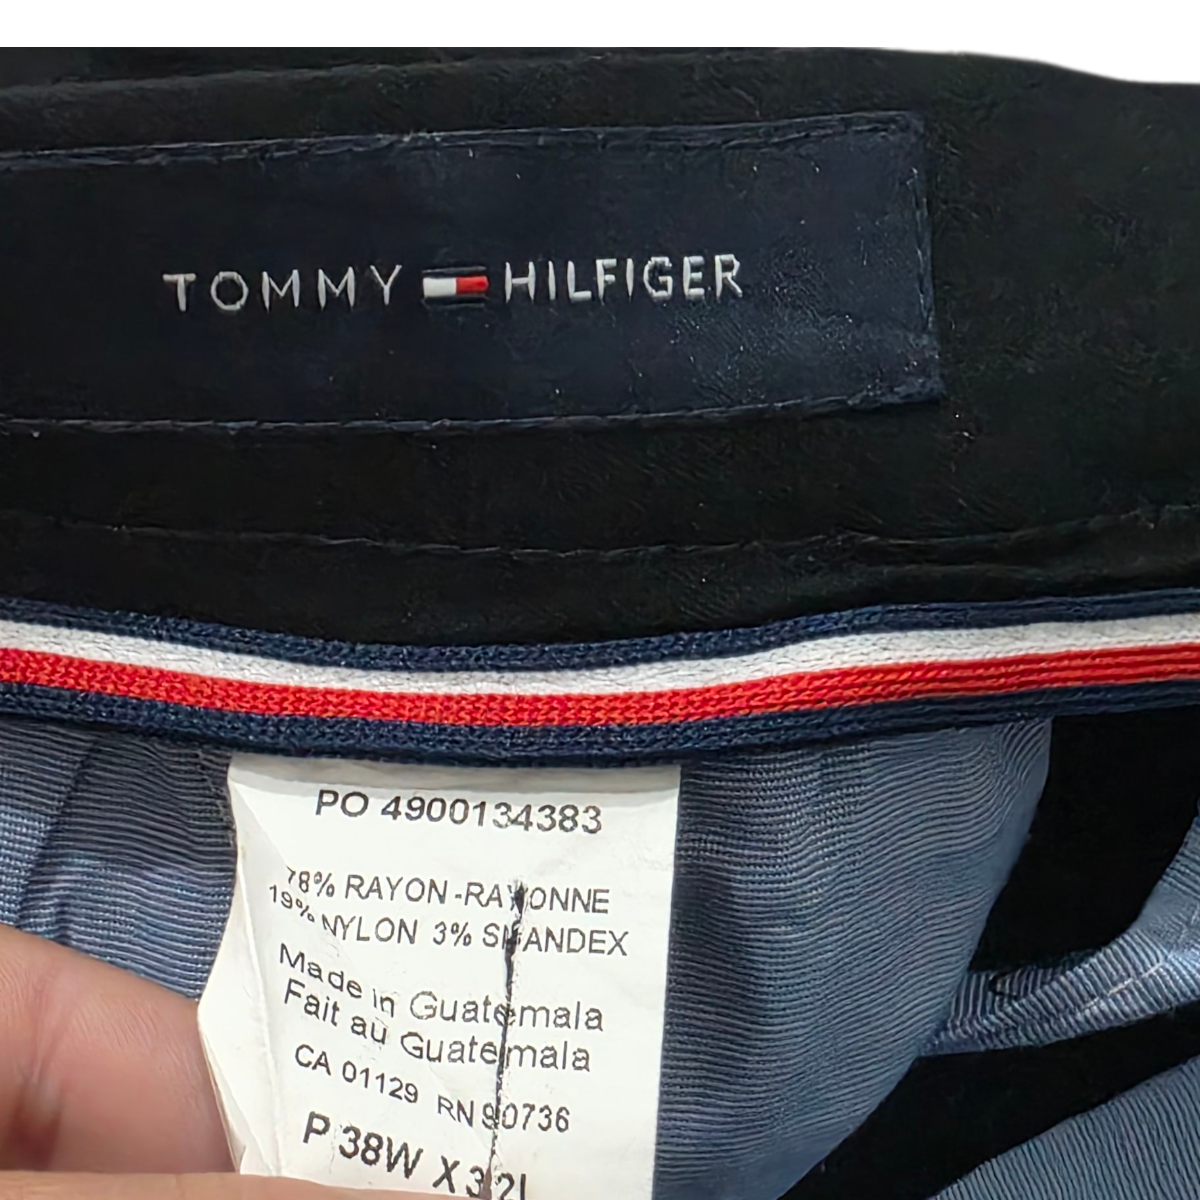 TOMMY HILFIGER
PO 4900134383
78% RAYON-RAYONNE
19% NYLON 3% SPANDEX
Made in Guatemala
Fait au Guatemala
CA 01129 RN 90736
P 38W X 32L